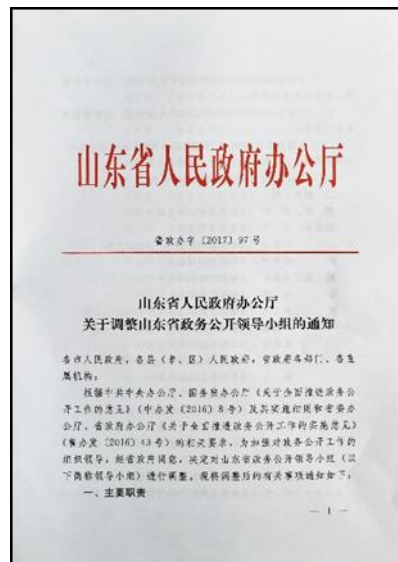 山东省人民政府办公厅
鲁政办字〔2017〕97号
山东省人民政府办公厅
关于调整山东省政务公开领导小组的通知
各市人民政府，各县（市、区）人民政府，省政府各部门、各直
属机构：
根据中共中央办公厅、国务院办公厅《关于全面推进政务公
开工作的意见》（中办发〔2016〕8号）及其实施细则和省委办
公厅、省政府办公厅《关于全面推进政务公开工作的实施意见》
（鲁办发〔2016〕43号）的相关要求，为加强对政务公开工作的
组织领导，经省政府同意，决定对山东省政务公开领导小组（以
下简称领导小组）进行调整。现将调整后的有关事项通知如下：
一、主要职责
— 1 —